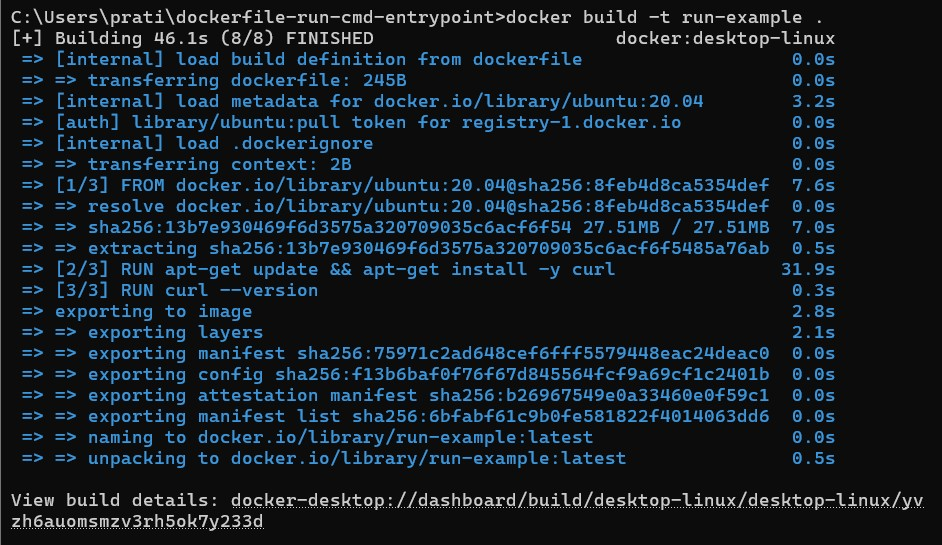 C:\Users\prati\dockerfile-run-cmd-entrypoint>docker build -t run-example .
[+] Building 46.1s (8/8) FINISHED docker:desktop-linux
=> [internal] load build definition from dockerfile 0.0s
=> => transferring dockerfile: 245B 0.0s
=> [internal] load metadata for docker.io/library/ubuntu:20.04 3.2s
=> [auth] library/ubuntu:pull token for registry-1.docker.io 0.0s
=> [internal] load .dockerignore 0.0s
=> => transferring context: 2B 0.0s
=> [1/3] FROM docker.io/library/ubuntu:20.04@sha256:8feb4d8ca5354def 7.6s
=> => resolve docker.io/library/ubuntu:20.04@sha256:8feb4d8ca5354def 0.0s
=> => sha256:13b7e930469f6d3575a320709035c6acf6f54 27.51MB / 27.51MB 7.0s
=> => extracting sha256:13b7e930469f6d3575a320709035c6acf6f5485a76ab 0.5s
=> [2/3] RUN apt-get update && apt-get install -y curl 31.9s
=> [3/3] RUN curl --version 0.3s
=> exporting to image 2.8s
=> => exporting layers 2.1s
=> => exporting manifest sha256:75971c2ad648cef6fff5579448eac24deac0 0.0s
=> => exporting config sha256:f13b6baf0f76f67d845564fcf9a69cf1c2401b 0.0s
=> => exporting attestation manifest sha256:b26967549e0a33460e0f59c1 0.0s
=> => exporting manifest list sha256:6bfabf61c9b0fe581822f4014063dd6 0.0s
=> => naming to docker.io/library/run-example:latest 0.0s
=> => unpacking to docker.io/library/run-example:latest 0.5s
View build details: docker-desktop://dashboard/build/desktop-linux/desktop-linux/yv
zh6auomsmzv3rh5ok7y233d